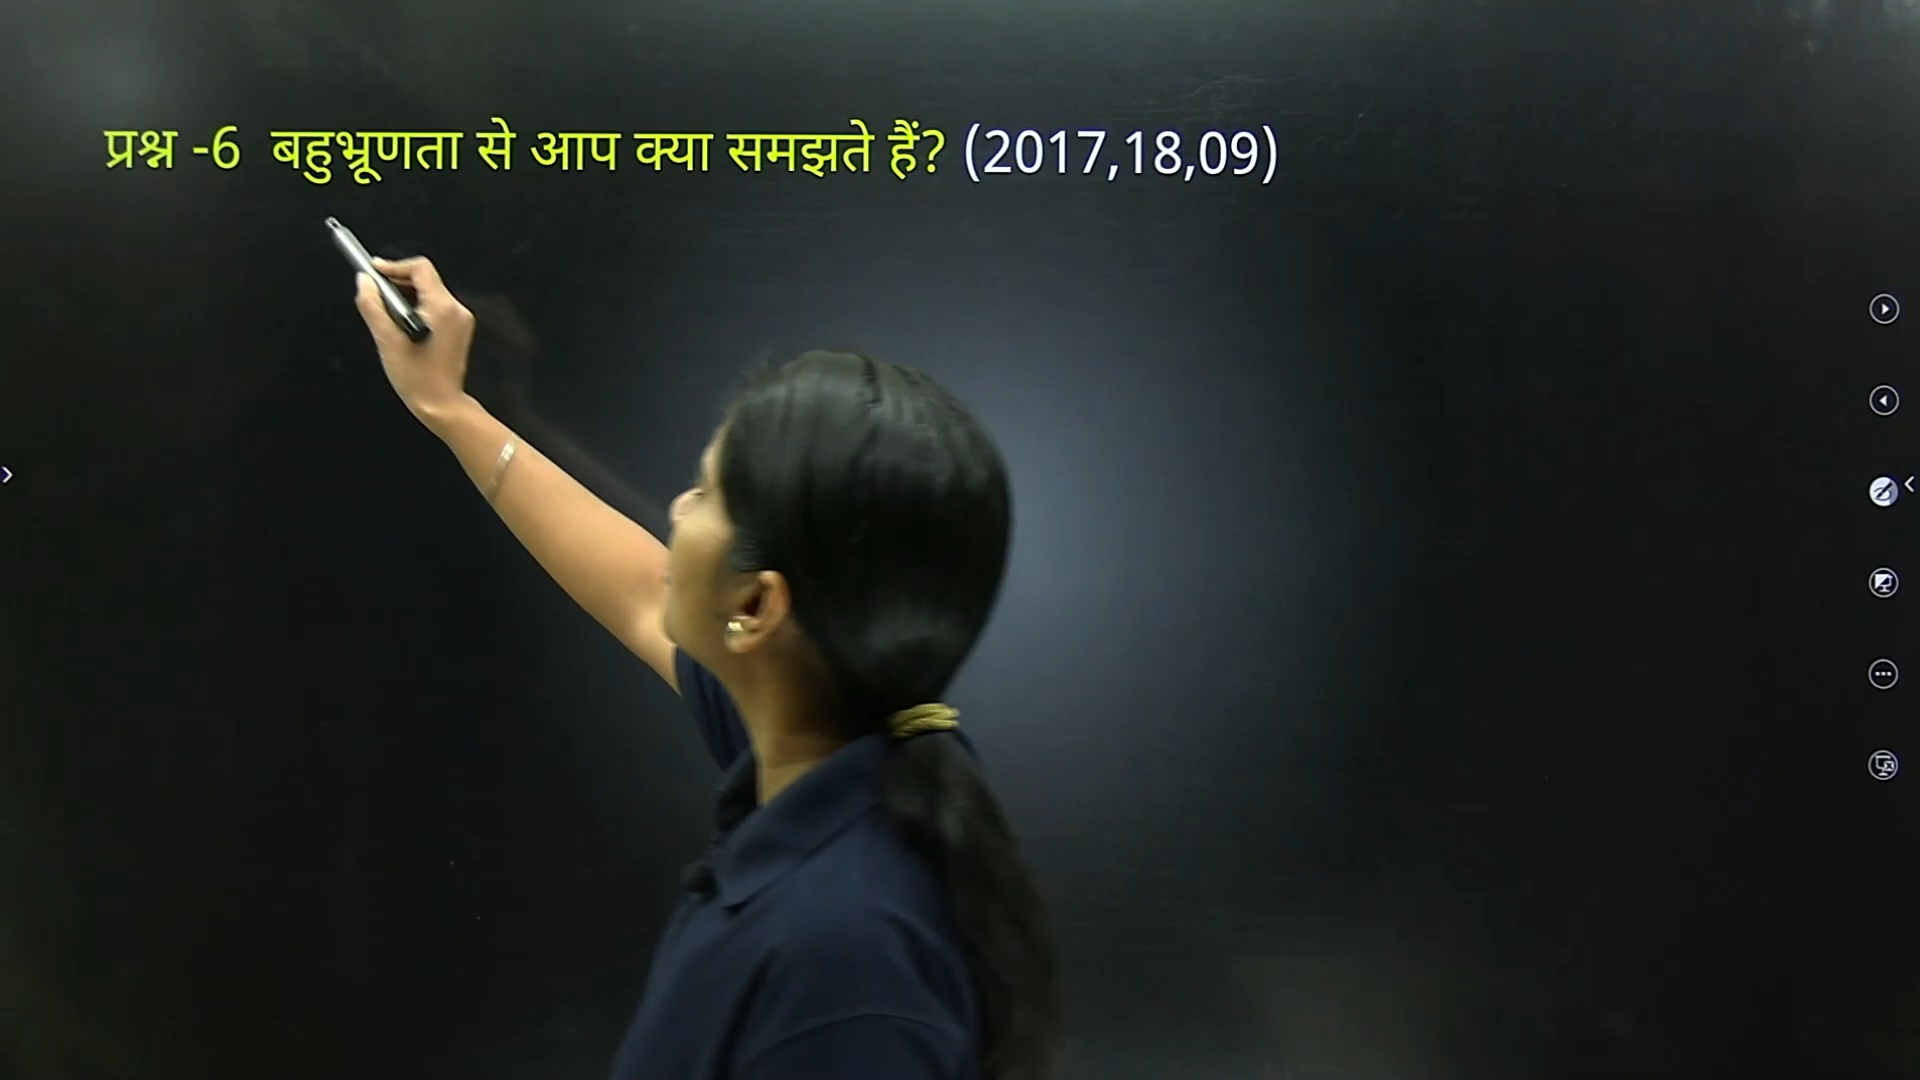 प्रश्न -6 बहुभ्रूणता से आप क्या समझते हैं? (2017,18,09)